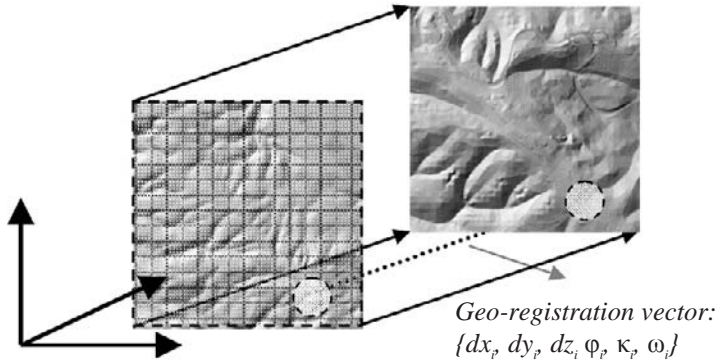 Geo-registration vector:
{dxᵢ, dyᵢ, dzᵢ φᵢ, κᵢ, ωᵢ}